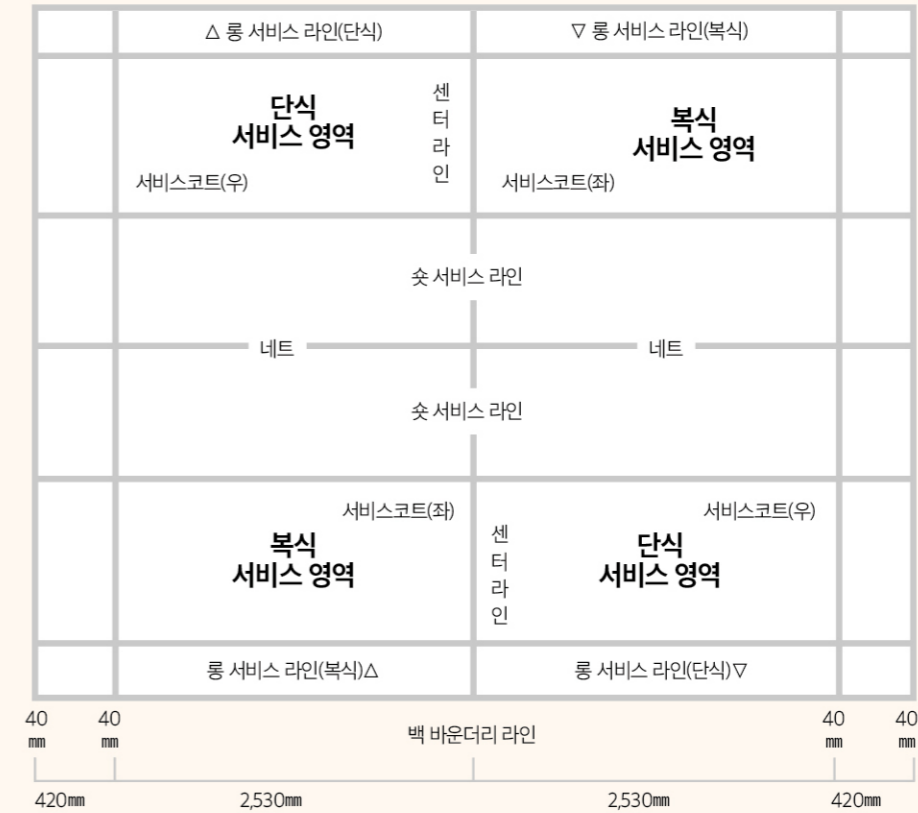 △ 롱 서비스 라인(단식)
▽ 롱 서비스 라인(복식)
단식
서비스 영역
센
터
라
인
서비스코트(우)
복식
서비스 영역
서비스코트(좌)
숏 서비스 라인
네트
네트
숏 서비스 라인
서비스코트(좌)
복식
서비스 영역
센
터
라
인
서비스코트(우)
단식
서비스 영역
롱 서비스 라인(복식)△
롱 서비스 라인(단식)▽
40
㎜
40
㎜
백 바운더리 라인
40
㎜
40
㎜
420㎜
2,530㎜
2,530㎜
420㎜